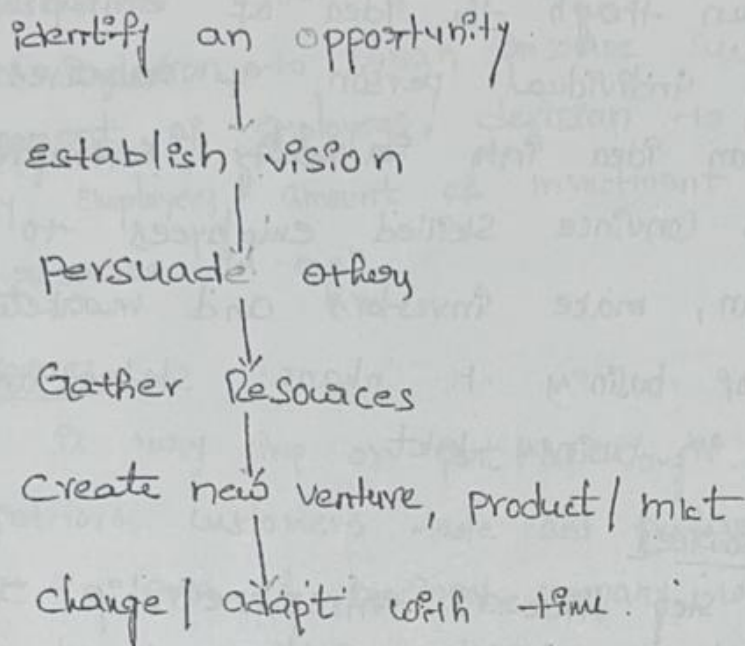 identify an opportunity.
Establish vision
persuade others
Gather Resources
Create new venture, product / mkt
change / adapt with time.